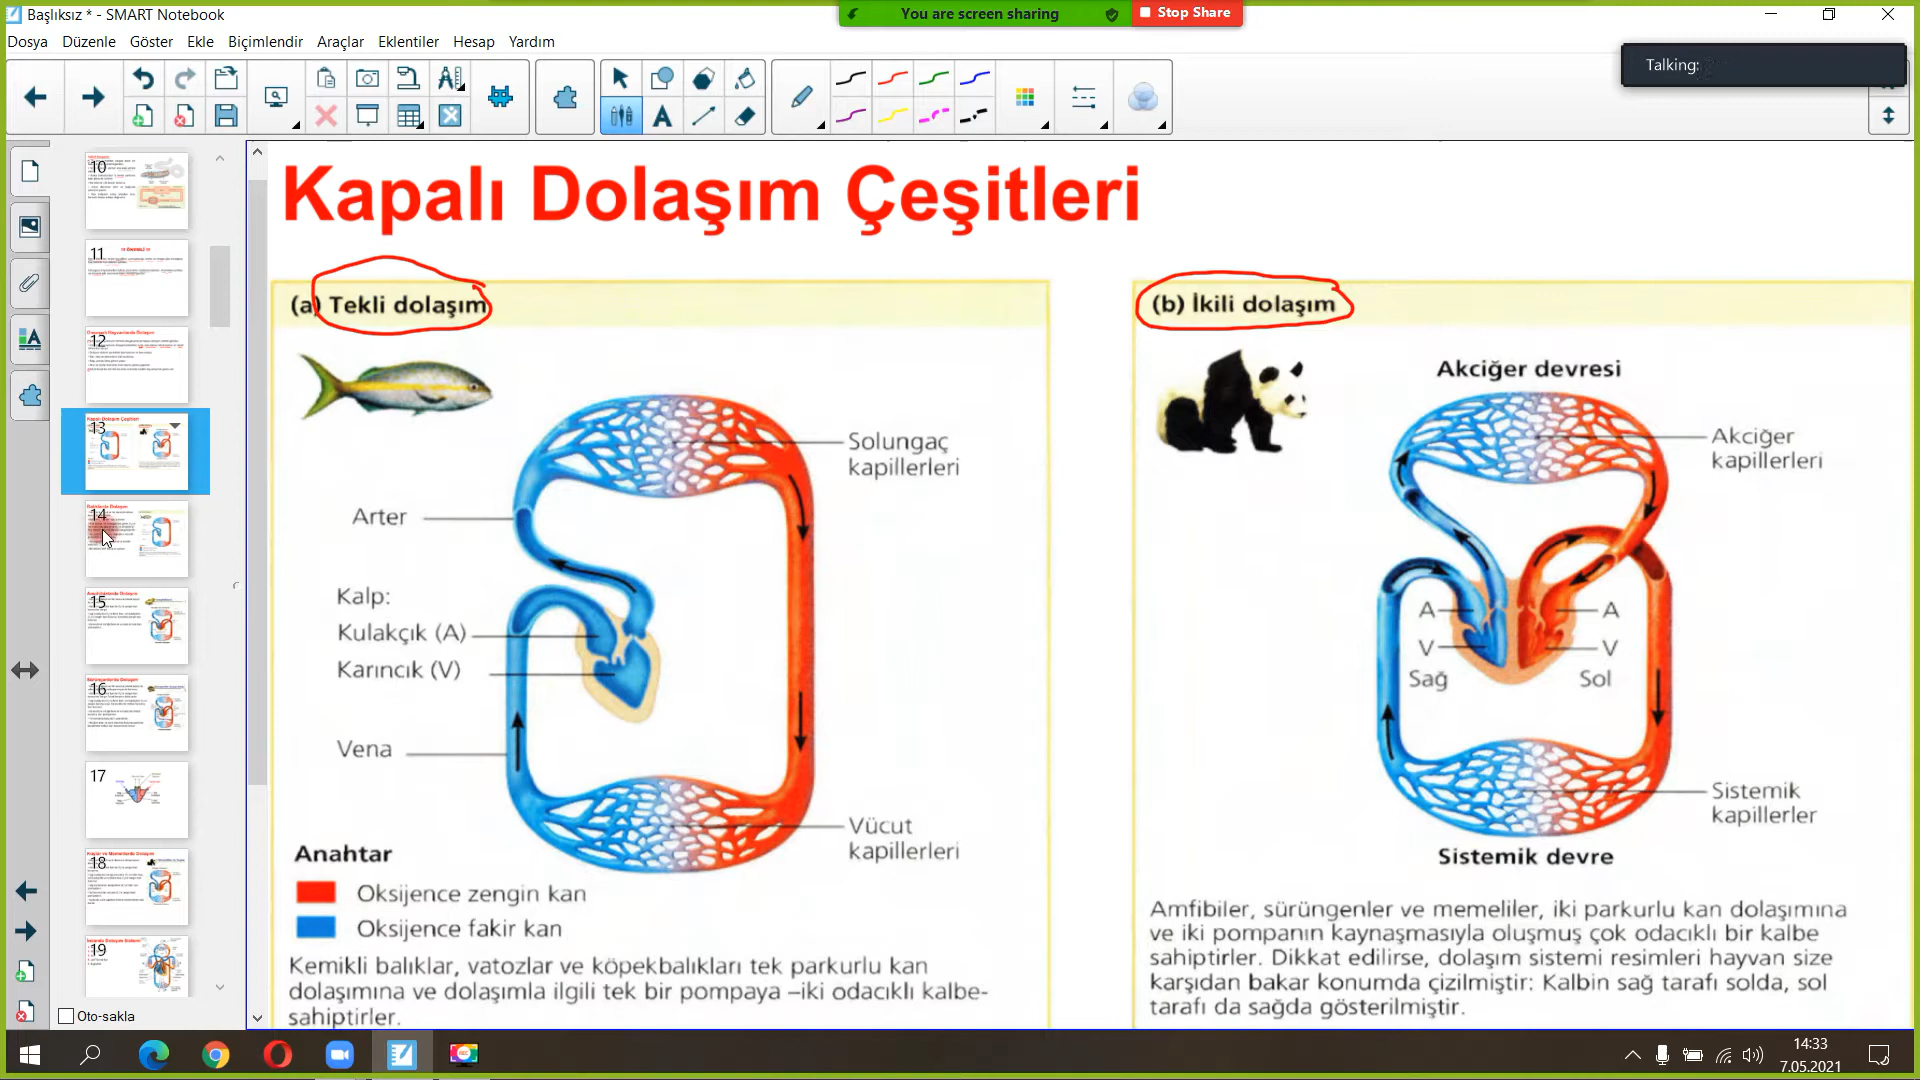 Başlıksız * - SMART Notebook
You are screen sharing
Stop Share
Dosya Düzenle Göster Ekle Biçimlendir Araçlar Eklentiler Hesap Yardım
Talking:
Kapalı Dolaşım Çeşitleri
(a) Tekli dolaşım
Solungaç
kapillerleri
Arter
Kalp:
Kulakçık (A)
Karıncık (V)
Vena
Vücut
kapillerleri
Anahtar
Oksijence zengin kan
Oksijence fakir kan
Kemikli balıklar, vatozlar ve köpekbalıkları tek parkurlu kan
dolaşımına ve dolaşımla ilgili tek bir pompaya –iki odacıklı kalbe-
sahiptirler.
(b) İkili dolaşım
Akciğer devresi
Akciğer
kapillerleri
A A
V V
Sağ Sol
Sistemik
kapillerler
Sistemik devre
Amfibiler, sürüngenler ve memeliler, iki parkurlu kan dolaşımına
ve iki pompanın kaynaşmasıyla oluşmuş çok odacıklı bir kalbe
sahiptirler. Dikkat edilirse, dolaşım sistemi resimleri hayvan size
karşıdan bakar konumda çizilmiştir: Kalbin sağ tarafı solda, sol
tarafı da sağda gösterilmiştir.
10
11
12
13
Kapalı Dolaşım Çeşitleri
14
15
16
17
18
19
Oto-sakla
14:33
7.05.2021